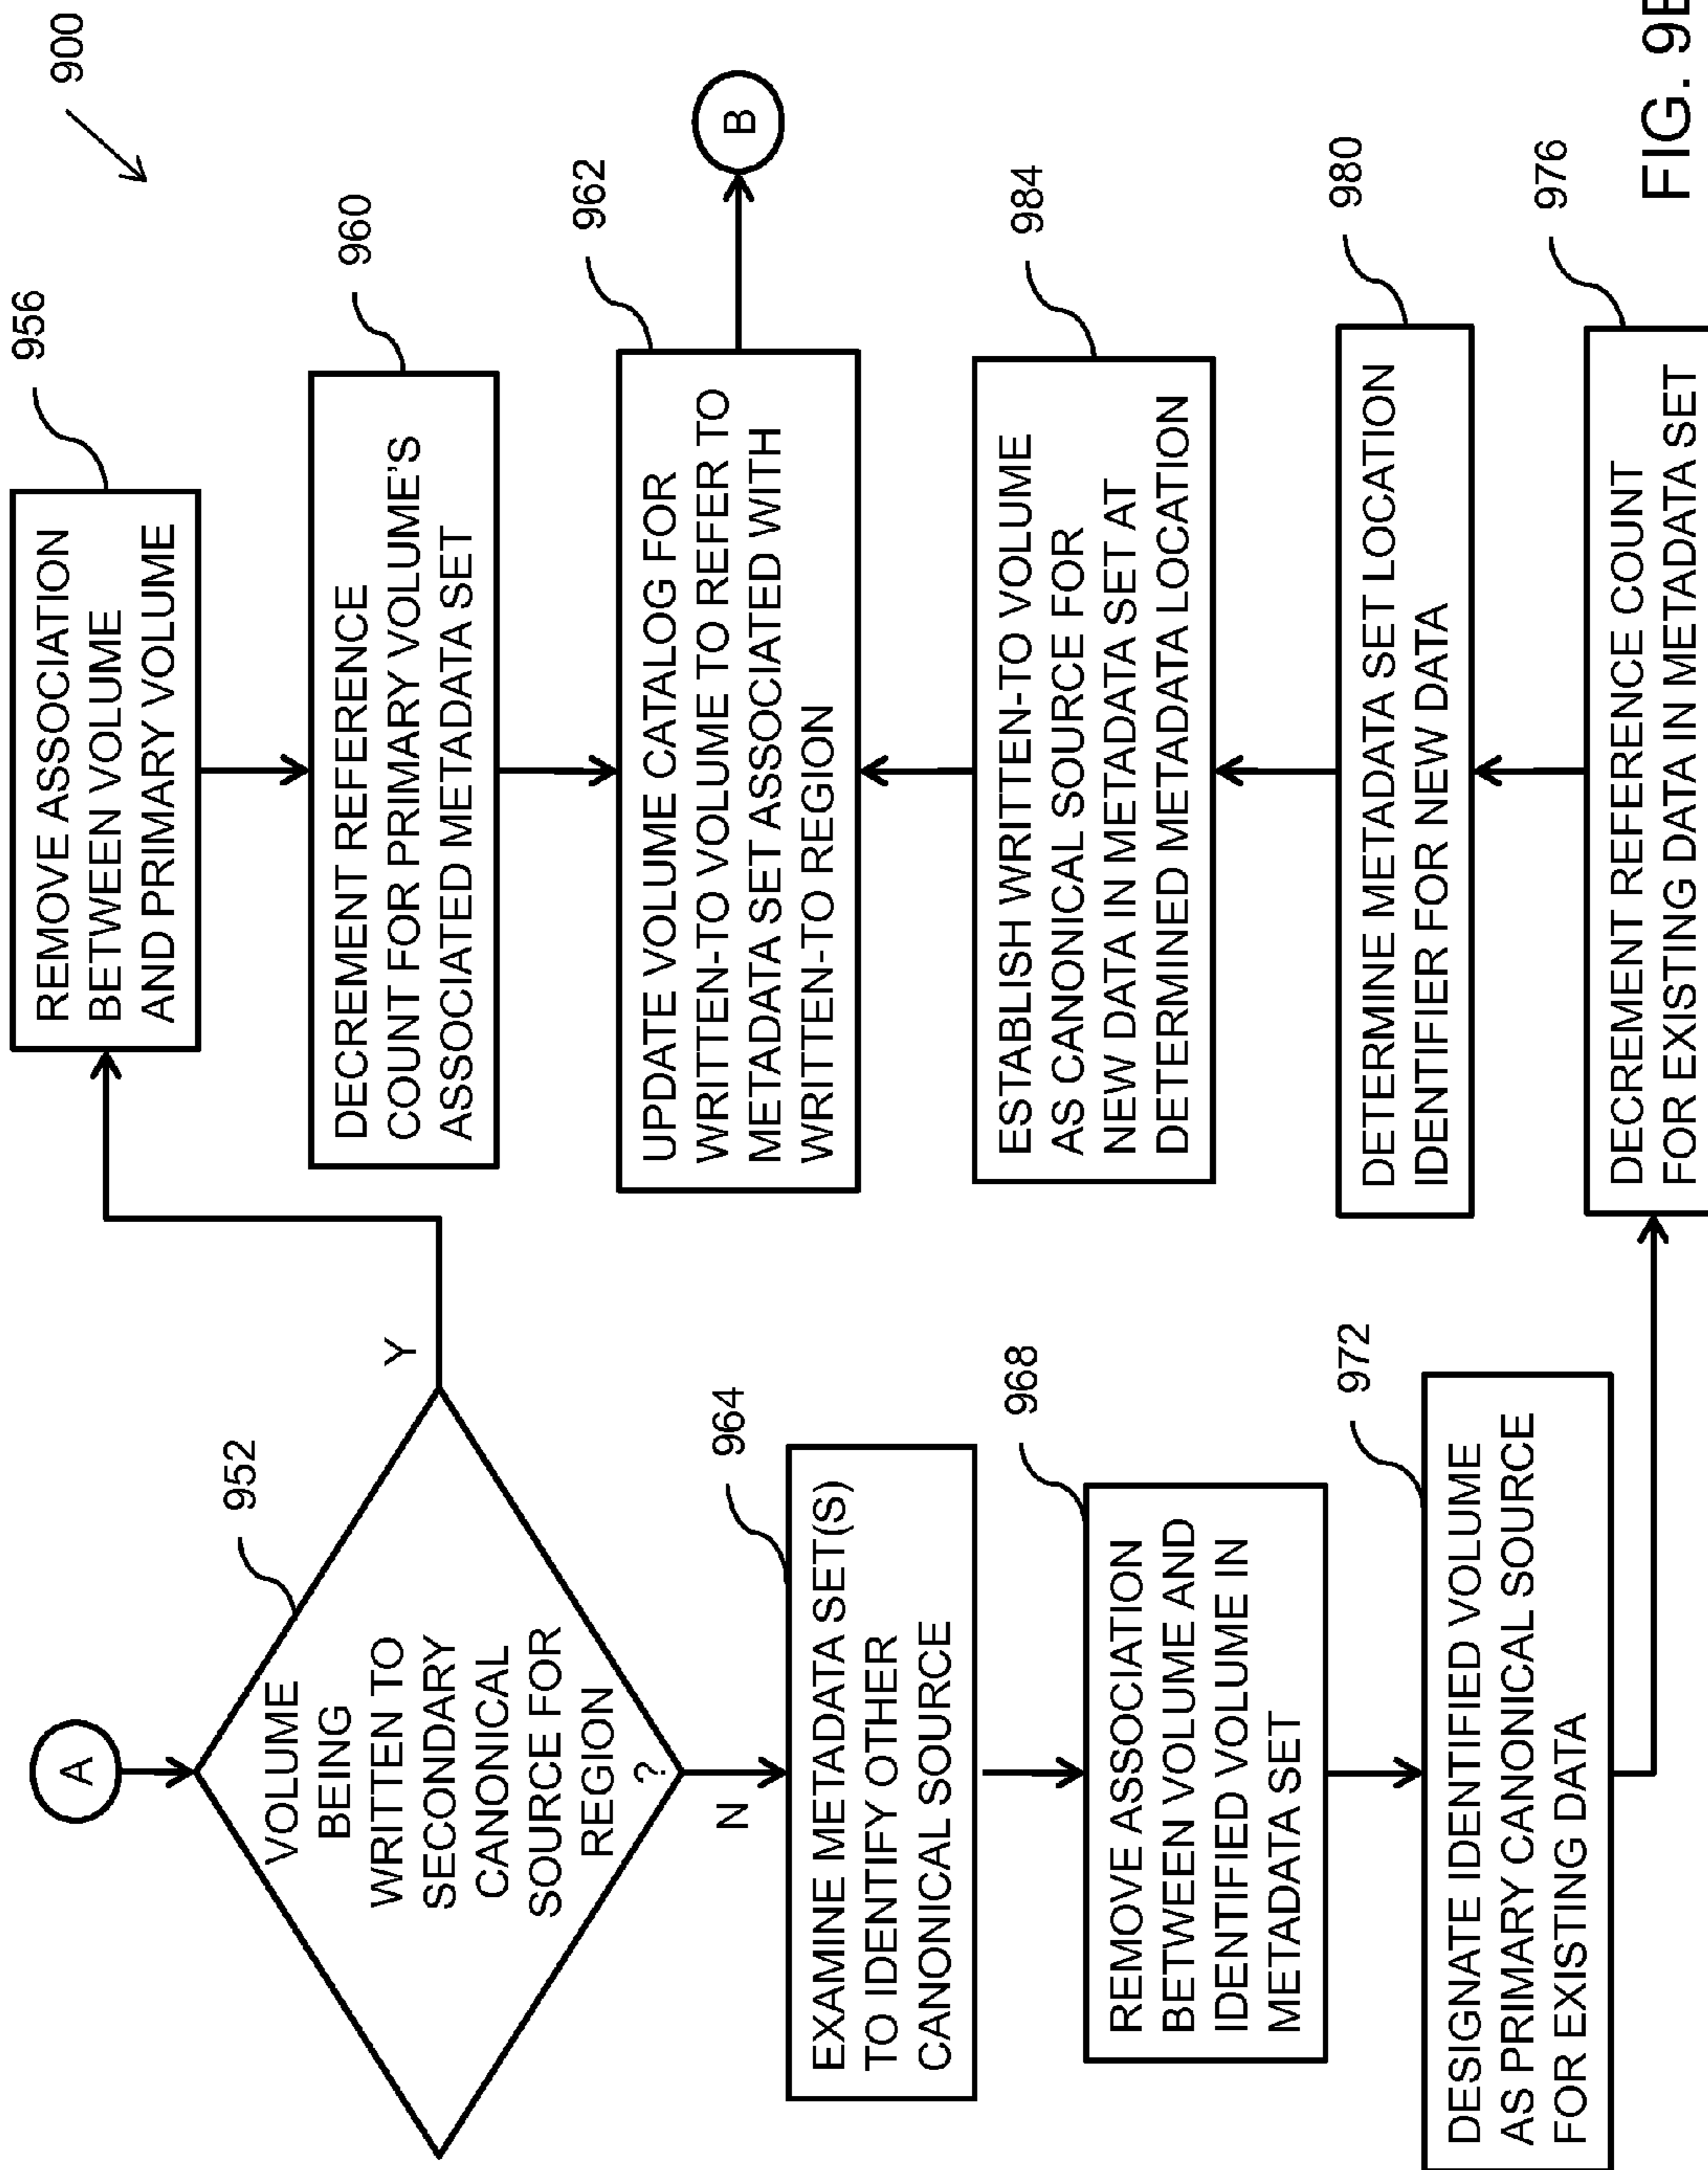 900
A
VOLUME
BEING
WRITTEN TO
SECONDARY
CANONICAL
SOURCE FOR
REGION
?
952
Y
N
EXAMINE METADATA SET(S)
TO IDENTIFY OTHER
CANONICAL SOURCE
964
REMOVE ASSOCIATION
BETWEEN VOLUME AND
IDENTIFIED VOLUME IN
METADATA SET
968
DESIGNATE IDENTIFIED VOLUME
AS PRIMARY CANONICAL SOURCE
FOR EXISTING DATA
972
REMOVE ASSOCIATION
BETWEEN VOLUME
AND PRIMARY VOLUME
956
DECREMENT REFERENCE
COUNT FOR PRIMARY VOLUME'S
ASSOCIATED METADATA SET
960
UPDATE VOLUME CATALOG FOR
WRITTEN-TO VOLUME TO REFER TO
METADATA SET ASSOCIATED WITH
WRITTEN-TO REGION
962
B
ESTABLISH WRITTEN-TO VOLUME
AS CANONICAL SOURCE FOR
NEW DATA IN METADATA SET AT
DETERMINED METADATA LOCATION
984
DETERMINE METADATA SET LOCATION
IDENTIFIER FOR NEW DATA
980
DECREMENT REFERENCE COUNT
FOR EXISTING DATA IN METADATA SET
976
FIG.